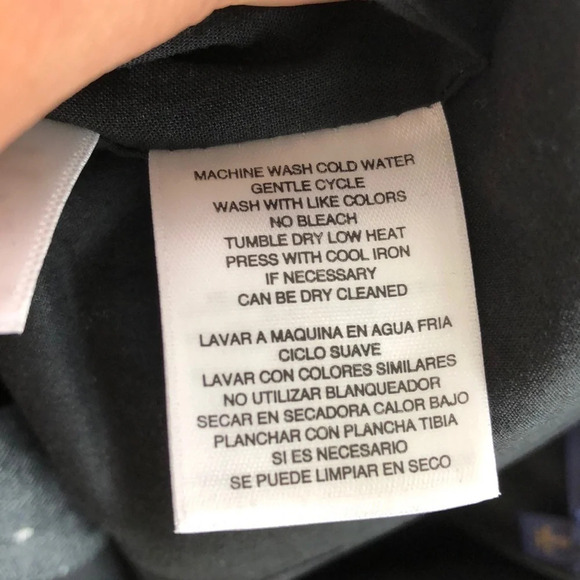 MACHINE WASH COLD WATER
GENTLE CYCLE
WASH WITH LIKE COLORS
NO BLEACH
TUMBLE DRY LOW HEAT
PRESS WITH COOL IRON
IF NECESSARY
CAN BE DRY CLEANED
LAVAR A MAQUINA EN AGUA FRIA
CICLO SUAVE
LAVAR CON COLORES SIMILARES
NO UTILIZAR BLANQUEADOR
SECAR EN SECADORA CALOR BAJO
PLANCHAR CON PLANCHA TIBIA
SI ES NECESARIO
SE PUEDE LIMPIAR EN SECO